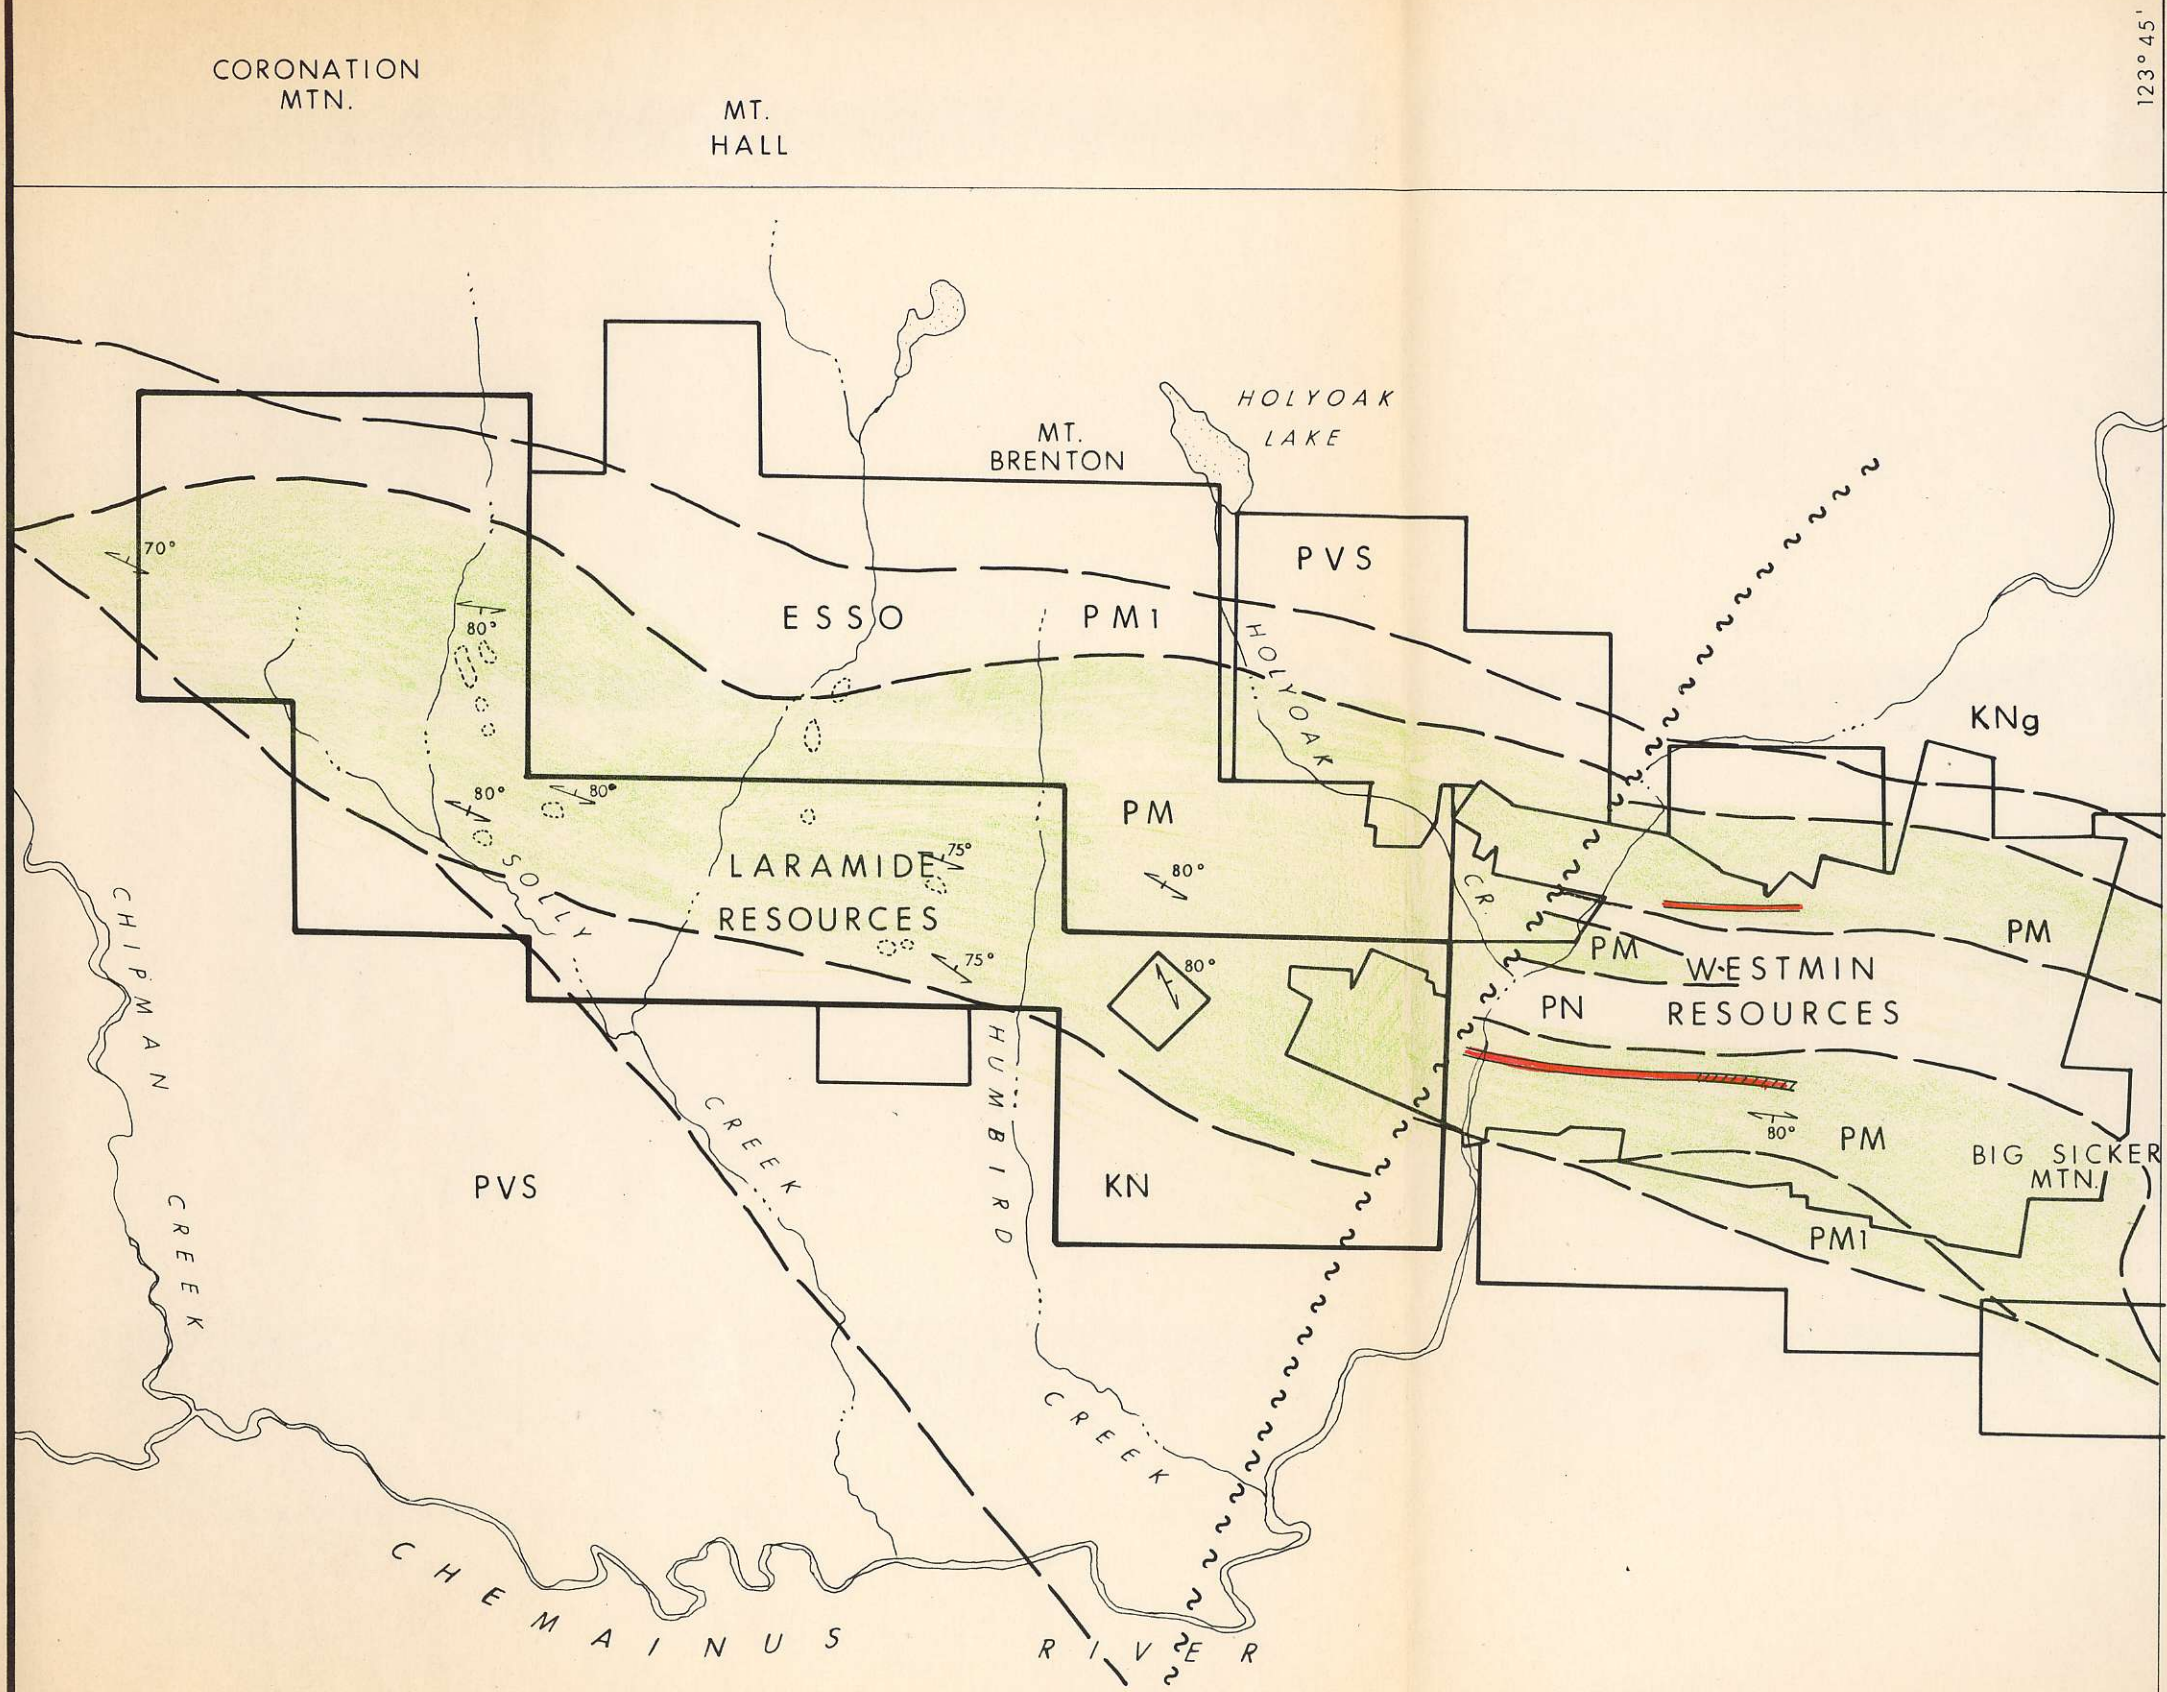 CORONATION
MTN.
MT.
HALL
123° 45'
HOLYOAK
LAKE
MT.
BRENTON
PVS
70°
80°
ESSO
PM1
HOLYOAK
CR.
KNg
80°
80°
PM
LARAMIDE
RESOURCES
75°
80°
SOLLY
CREEK
75°
80°
PM
PM
WESTMIN
RESOURCES
PN
CHIPMAN
CREEK
HUMBIRD
CREEK
80°
PM
BIG SICKER
MTN.
PVS
KN
PM1
CHEMAINUS RIVER